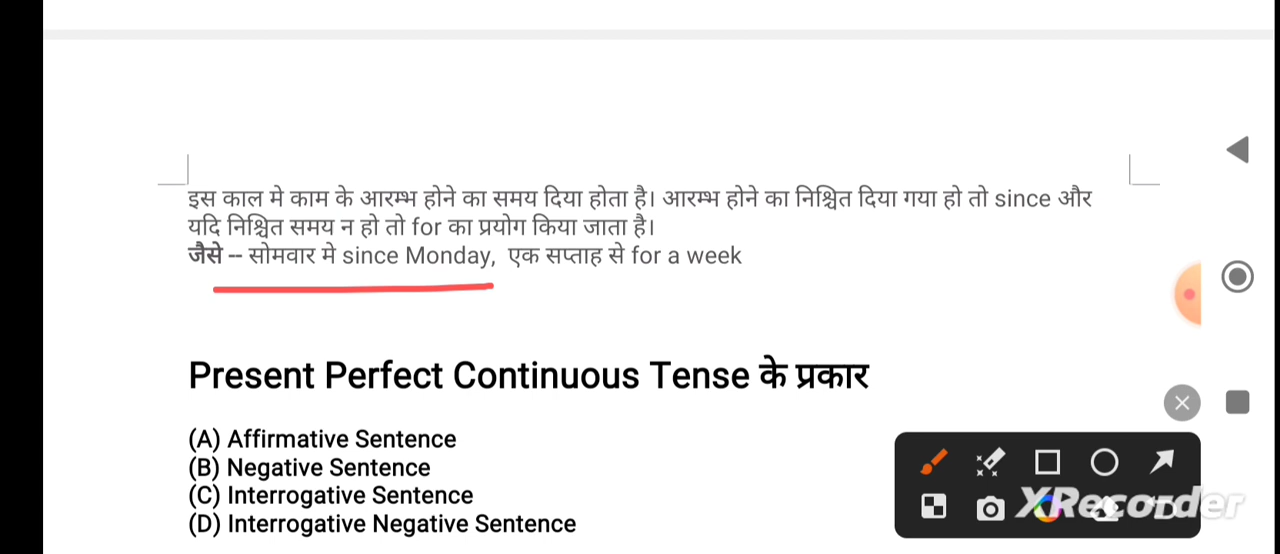 इस काल मे काम के आरम्भ होने का समय दिया होता है। आरम्भ होने का निश्चित दिया गया हो तो since और
यदि निश्चित समय न हो तो for का प्रयोग किया जाता है।
जैसे -- सोमवार मे since Monday, एक सप्ताह से for a week
Present Perfect Continuous Tense के प्रकार
(A) Affirmative Sentence
(B) Negative Sentence
(C) Interrogative Sentence
(D) Interrogative Negative Sentence
XRecorder